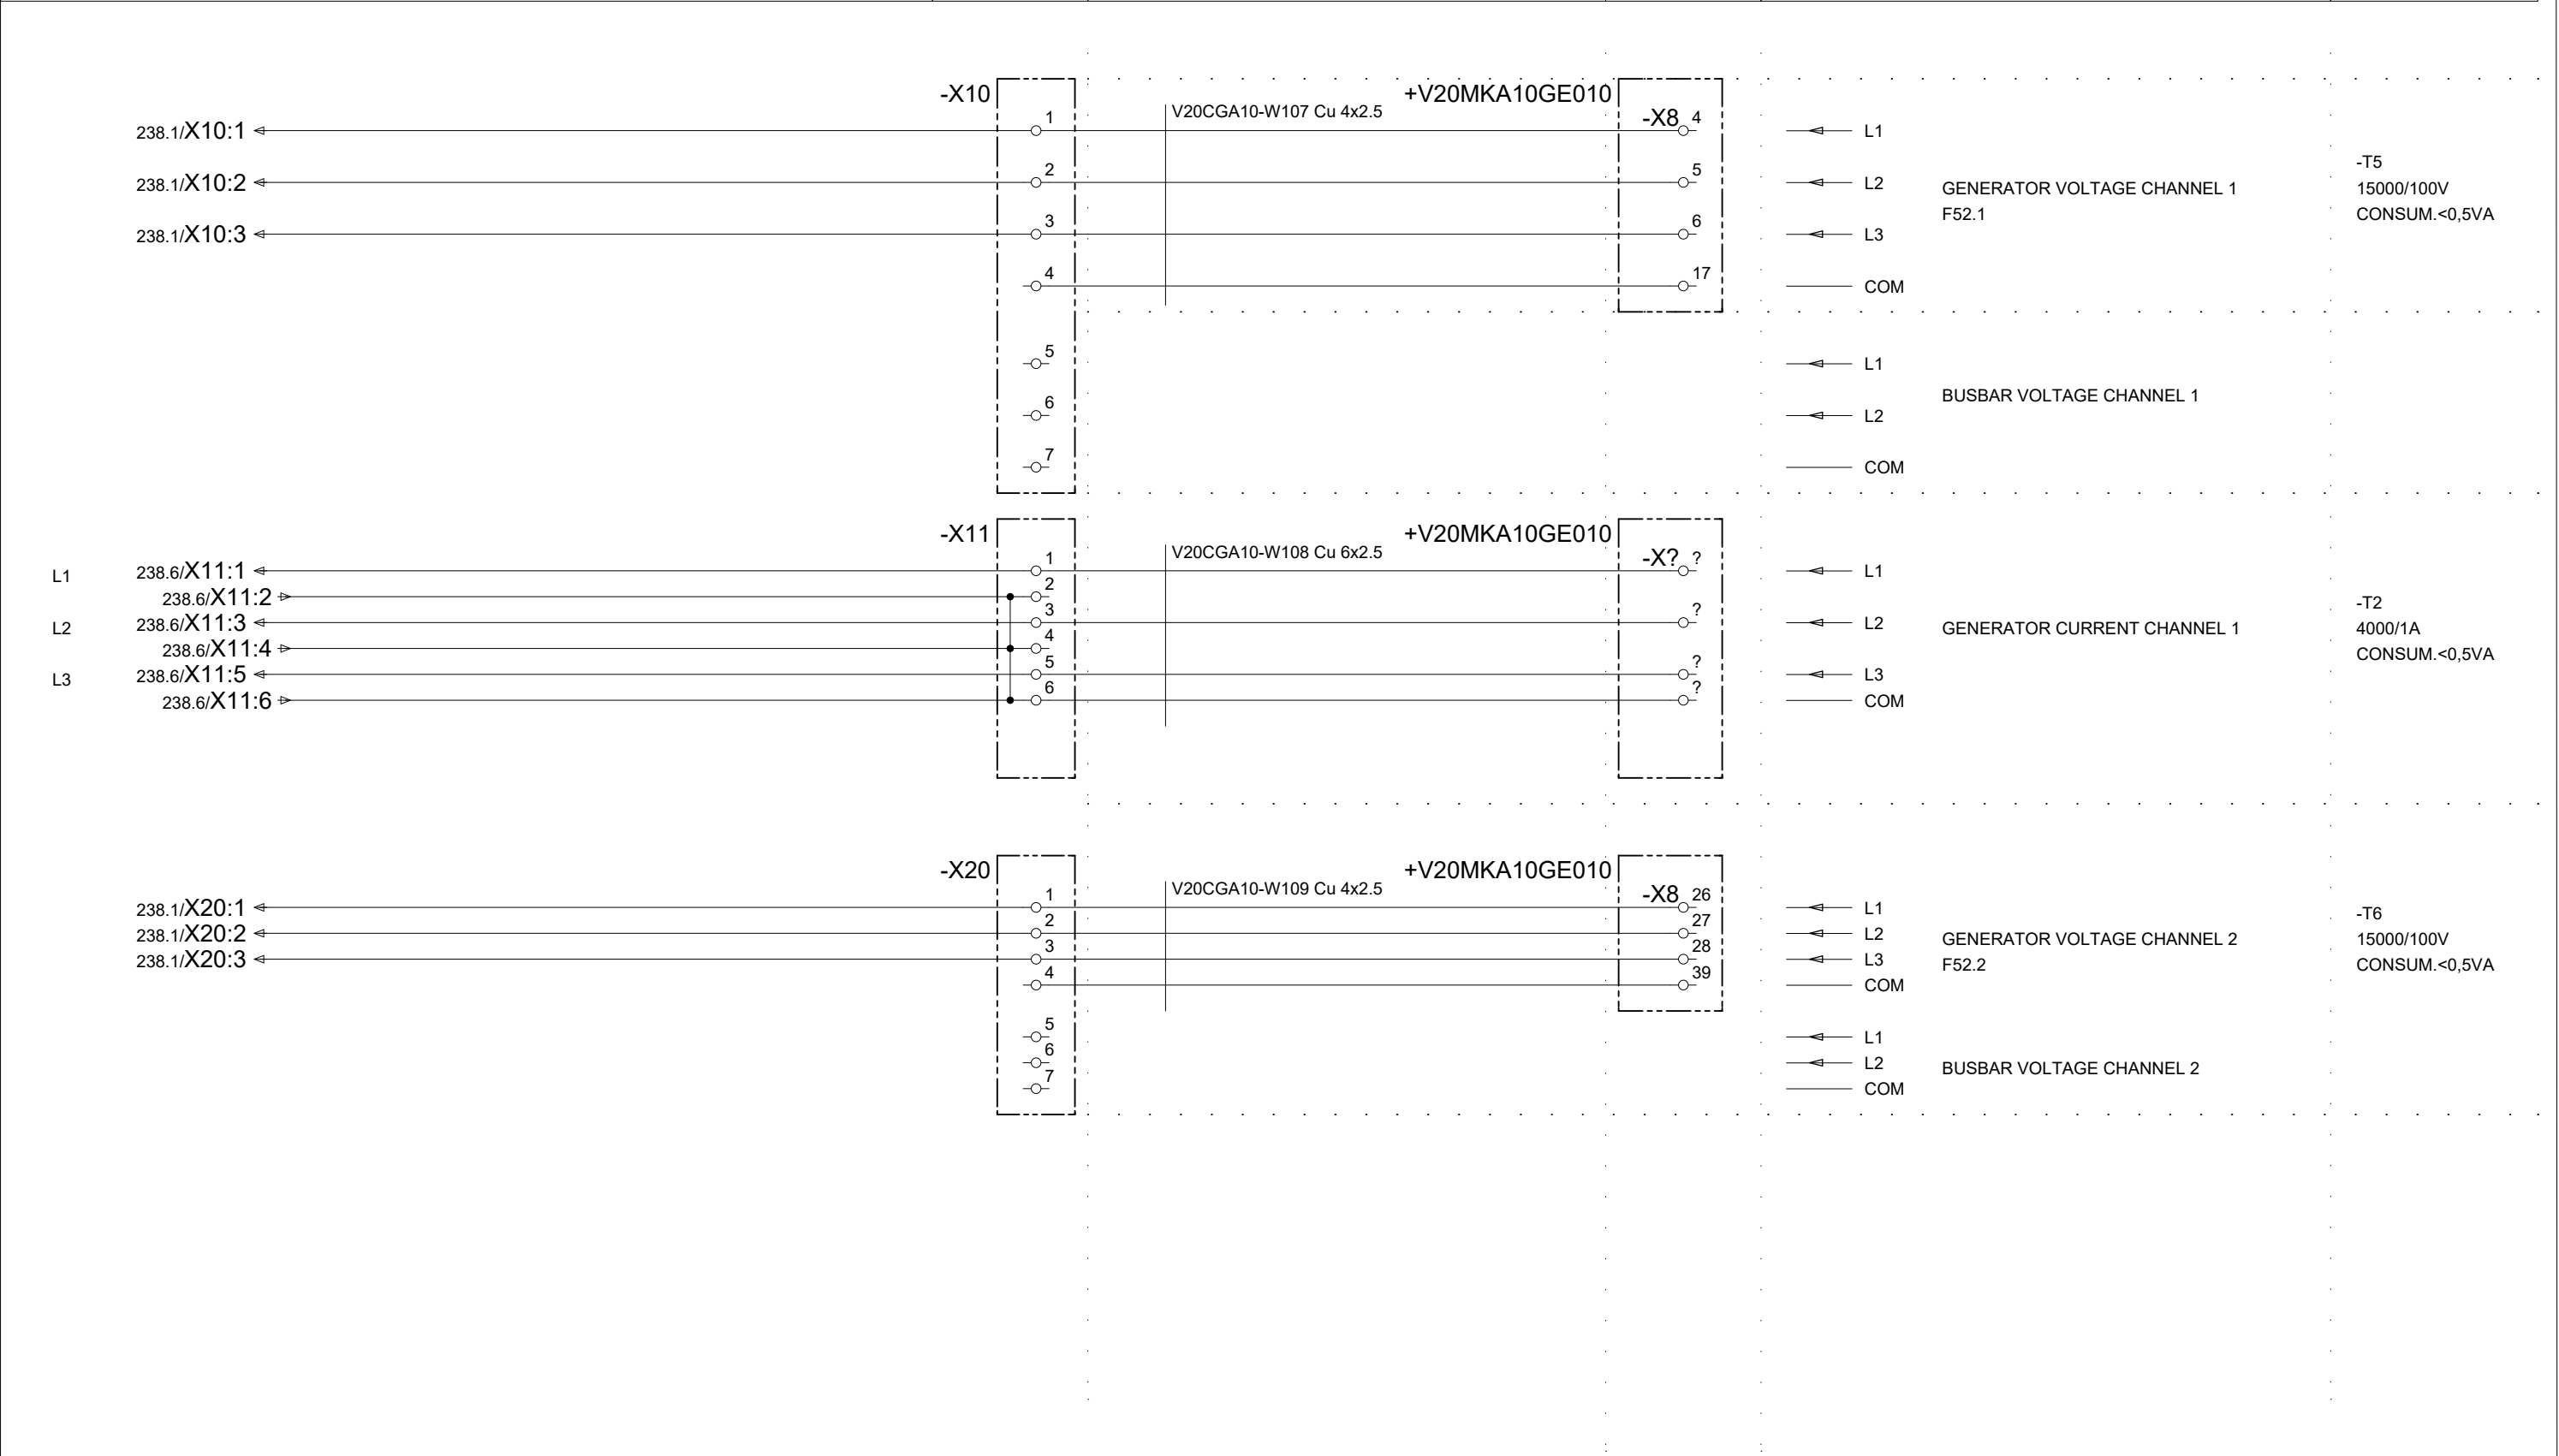 -X10
+V20MKA10GE010
V20CGA10-W107 Cu 4x2.5
238.1/X10:1
1
-X8
4
L1
238.1/X10:2
2
5
L2
GENERATOR VOLTAGE CHANNEL 1
F52.1
-T5
15000/100V
CONSUM.<0,5VA
238.1/X10:3
3
6
L3
4
17
COM
5
L1
6
L2
BUSBAR VOLTAGE CHANNEL 1
7
COM
-X11
+V20MKA10GE010
V20CGA10-W108 Cu 6x2.5
L1
238.6/X11:1
1
-X?
?
L1
238.6/X11:2
2
L2
238.6/X11:3
3
?
L2
GENERATOR CURRENT CHANNEL 1
-T2
4000/1A
CONSUM.<0,5VA
238.6/X11:4
4
L3
238.6/X11:5
5
?
L3
238.6/X11:6
6
?
COM
-X20
+V20MKA10GE010
V20CGA10-W109 Cu 4x2.5
238.1/X20:1
1
-X8
26
L1
238.1/X20:2
2
27
L2
GENERATOR VOLTAGE CHANNEL 2
F52.2
-T6
15000/100V
CONSUM.<0,5VA
238.1/X20:3
3
28
L3
4
39
COM
5
L1
6
L2
BUSBAR VOLTAGE CHANNEL 2
7
COM